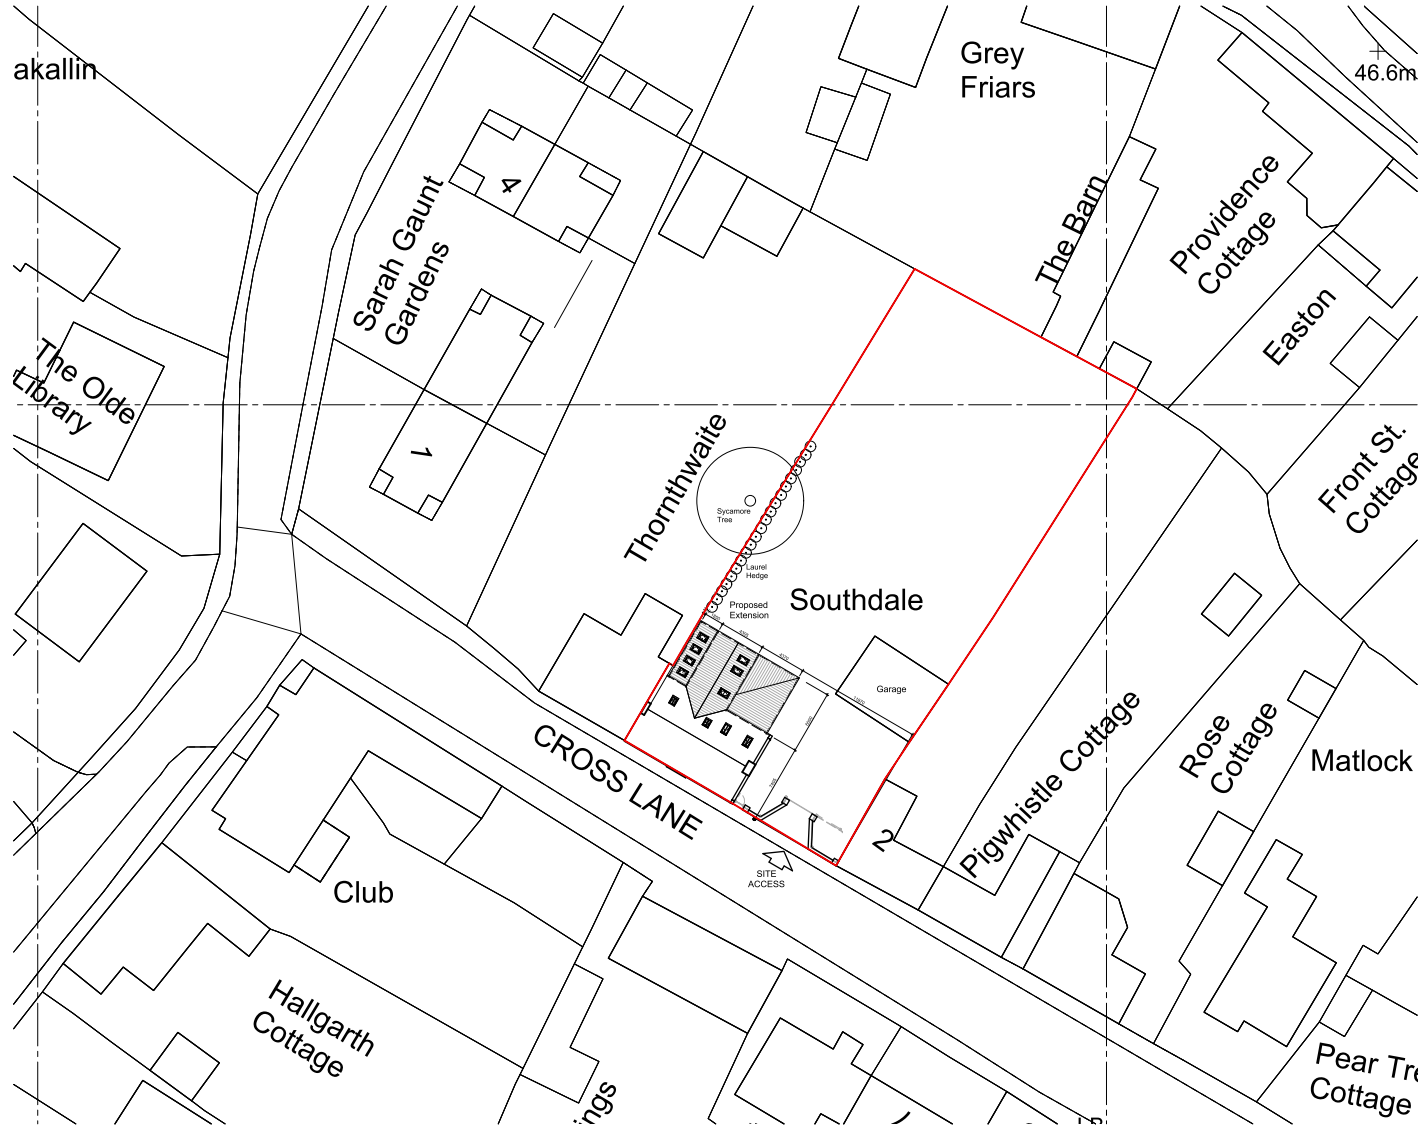 akallin
Grey
Friars
46.6m
4
Sarah Gaunt
Gardens
The Barn
Providence
Cottage
Easton
The Olde
Library
1
Thornthwaite
Sycamore
Tree
Laurel
Hedge
Proposed
Extension
Southdale
Front St.
Cottage
Garage
CROSS LANE
SITE
ACCESS
2
Pigwhistle Cottage
Rose
Cottage
Matlock
Club
Hallgarth
Cottage
ings
Pear Tre
Cottage